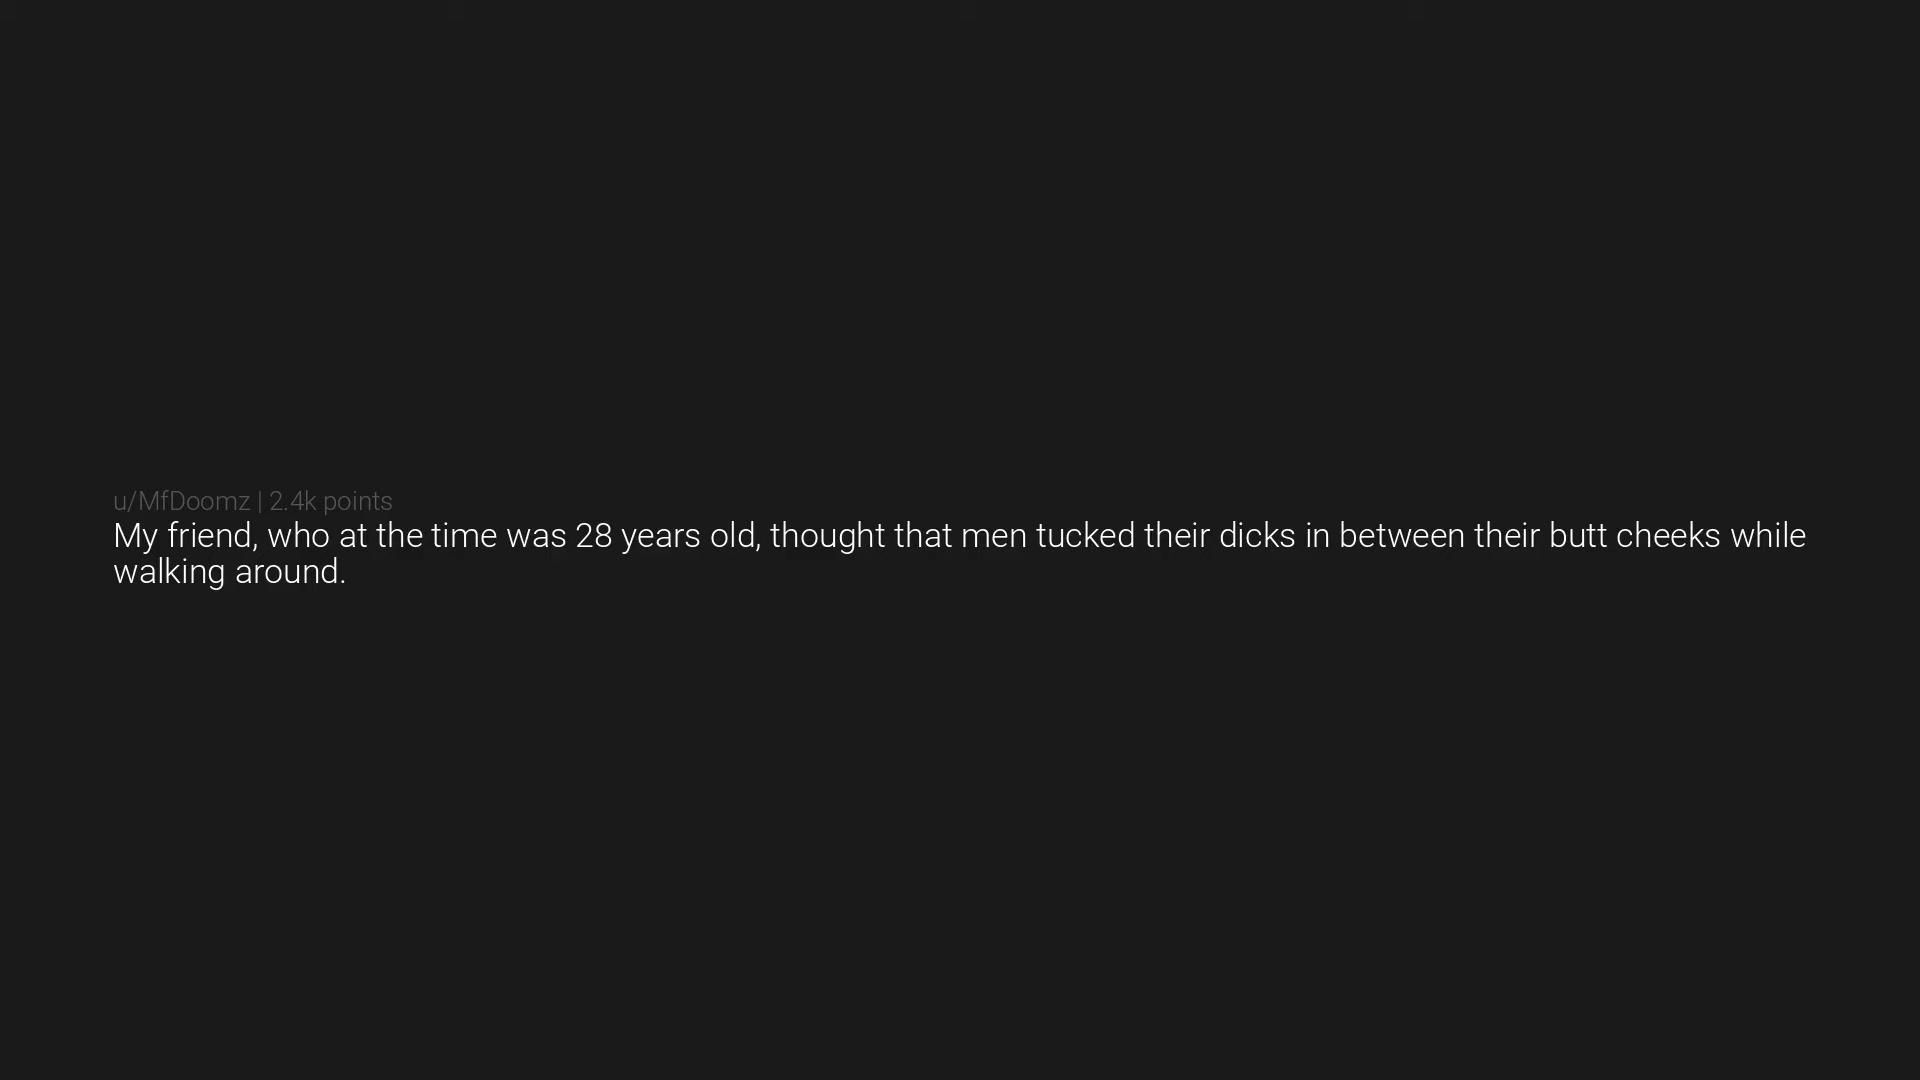 u/MfDoomz | 2.4k points
My friend, who at the time was 28 years old, thought that men tucked their dicks in between their butt cheeks while
walking around.